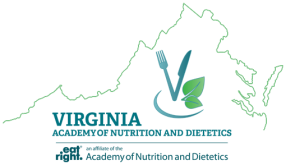 VIRGINIA
ACADEMY OF NUTRITION AND DIETETICS
eat right. an affiliate of the
Academy of Nutrition and Dietetics